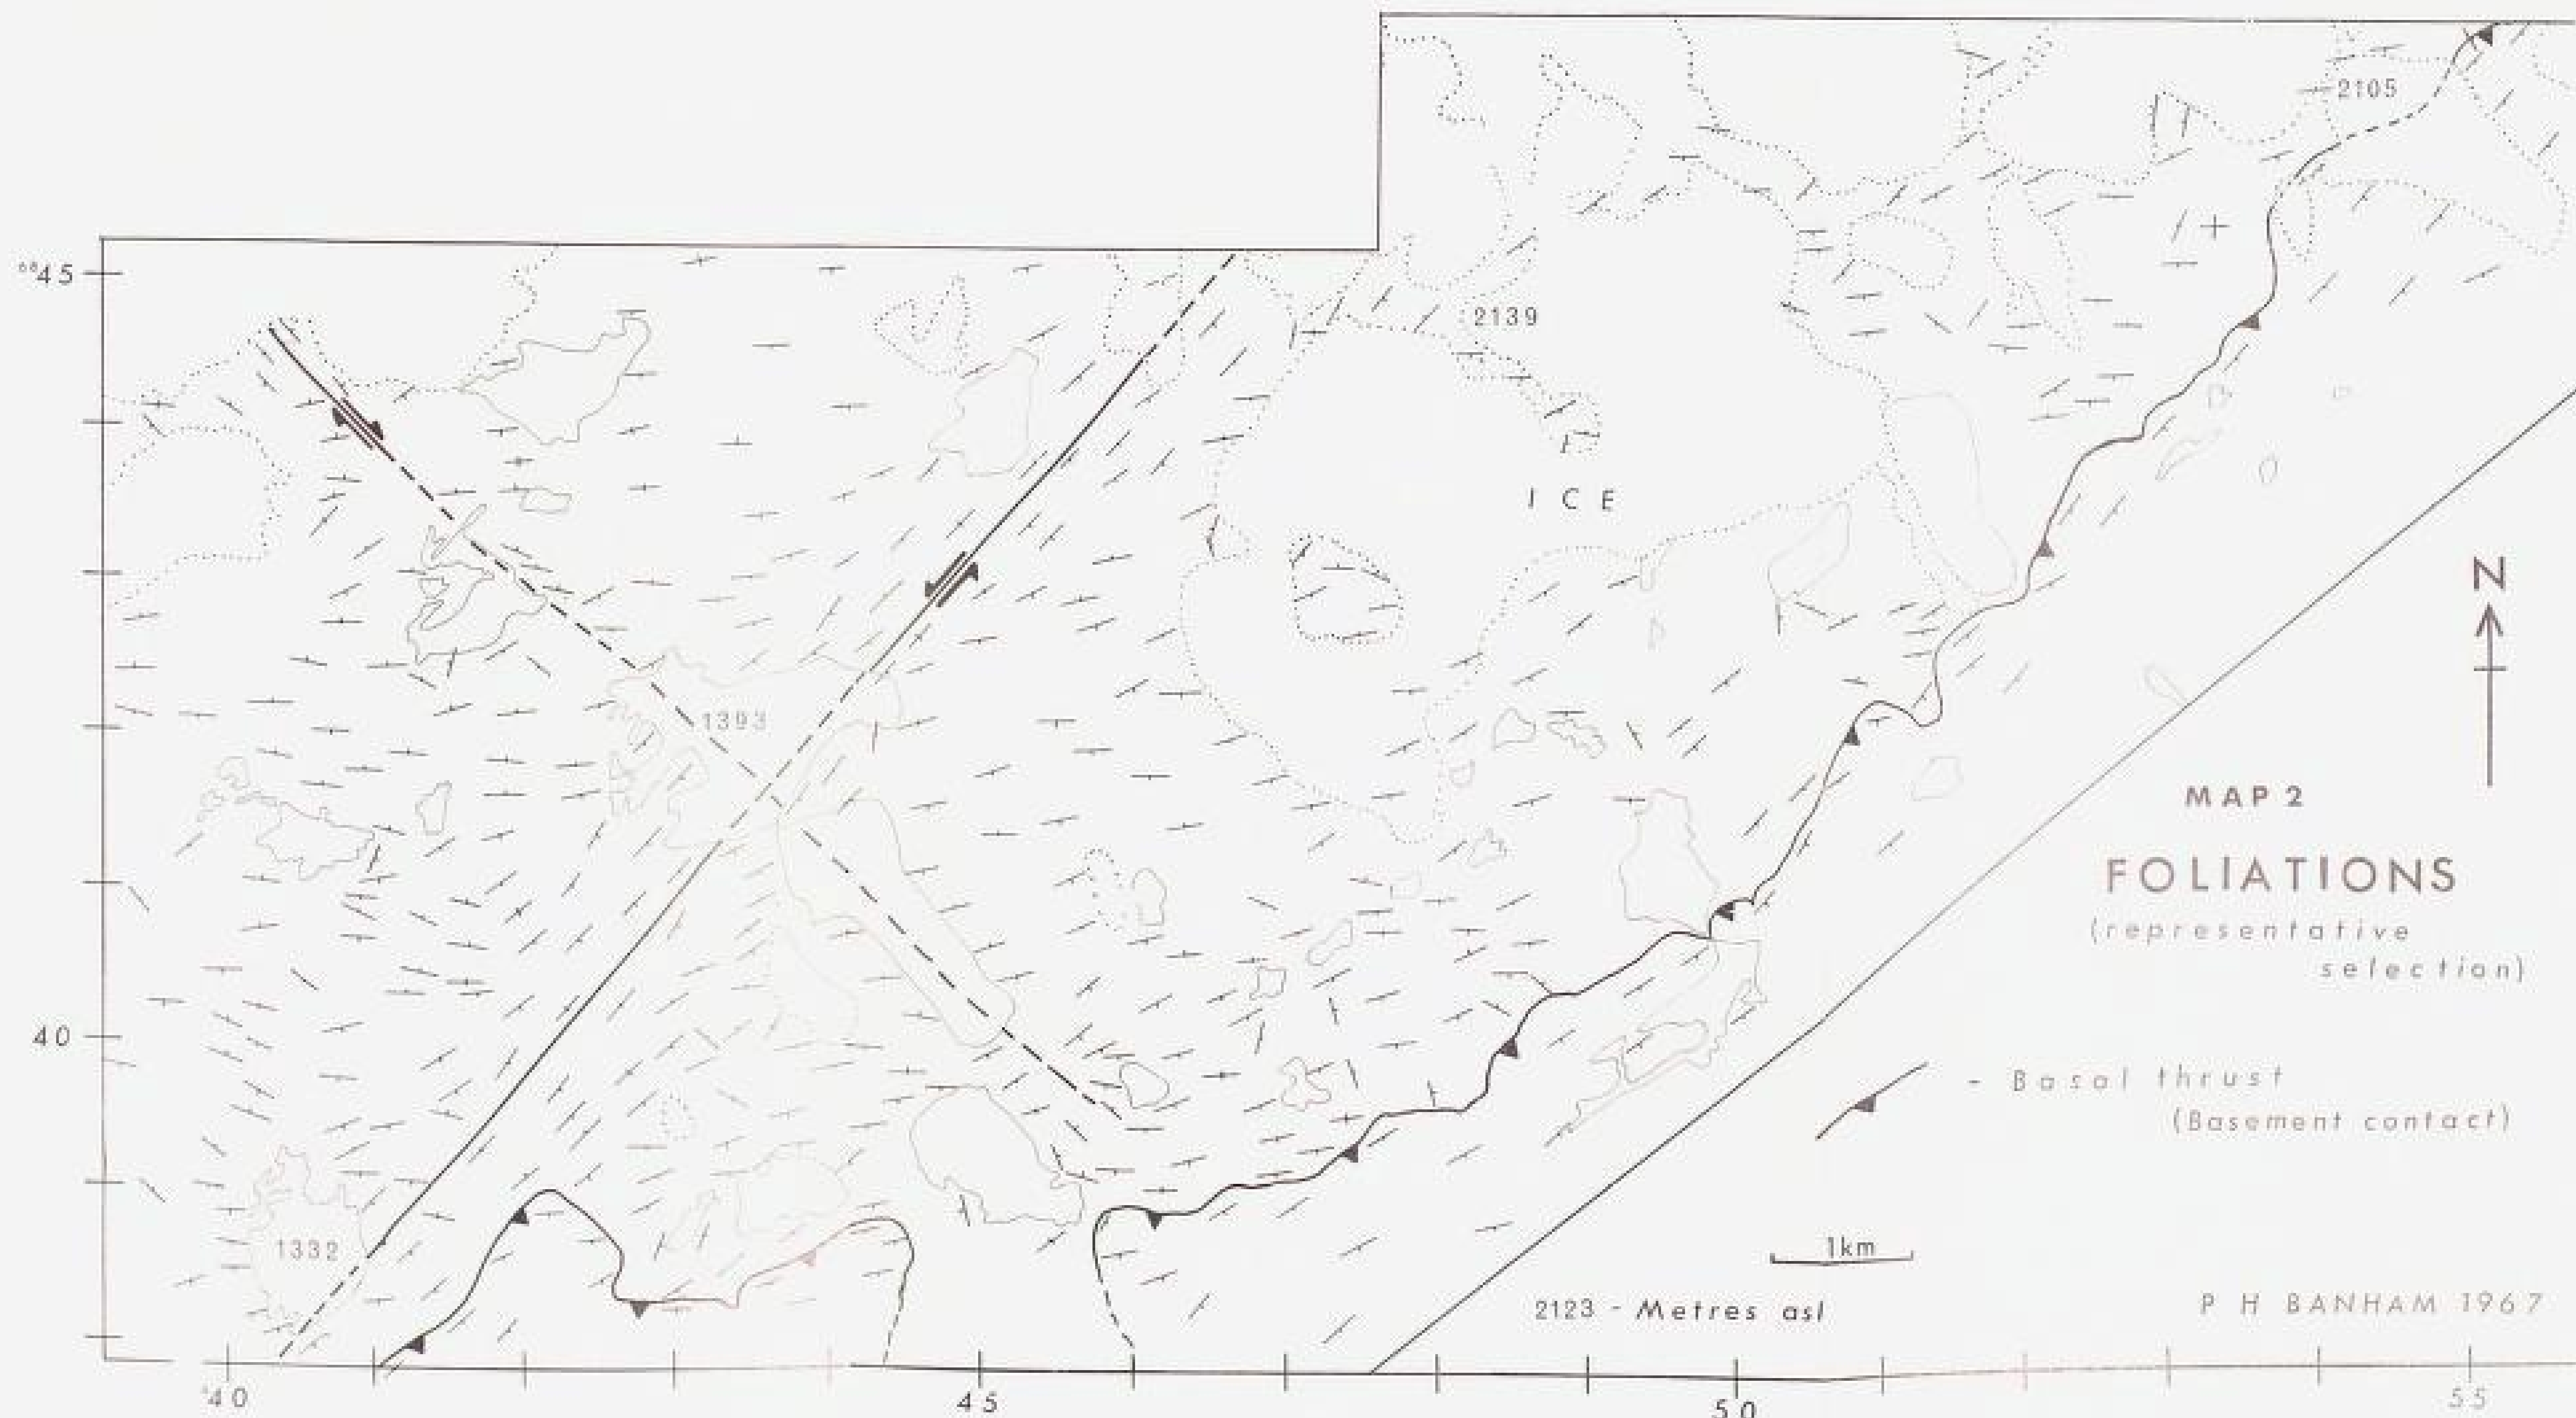 2105
⁶⁸45
2139
ICE
N
1393
MAP 2
FOLIATIONS
(representative
selection)
40
- Basal thrust
(Basement contact)
1332
1km
2123 - Metres asl
P H BANHAM 1967
40
45
50
55